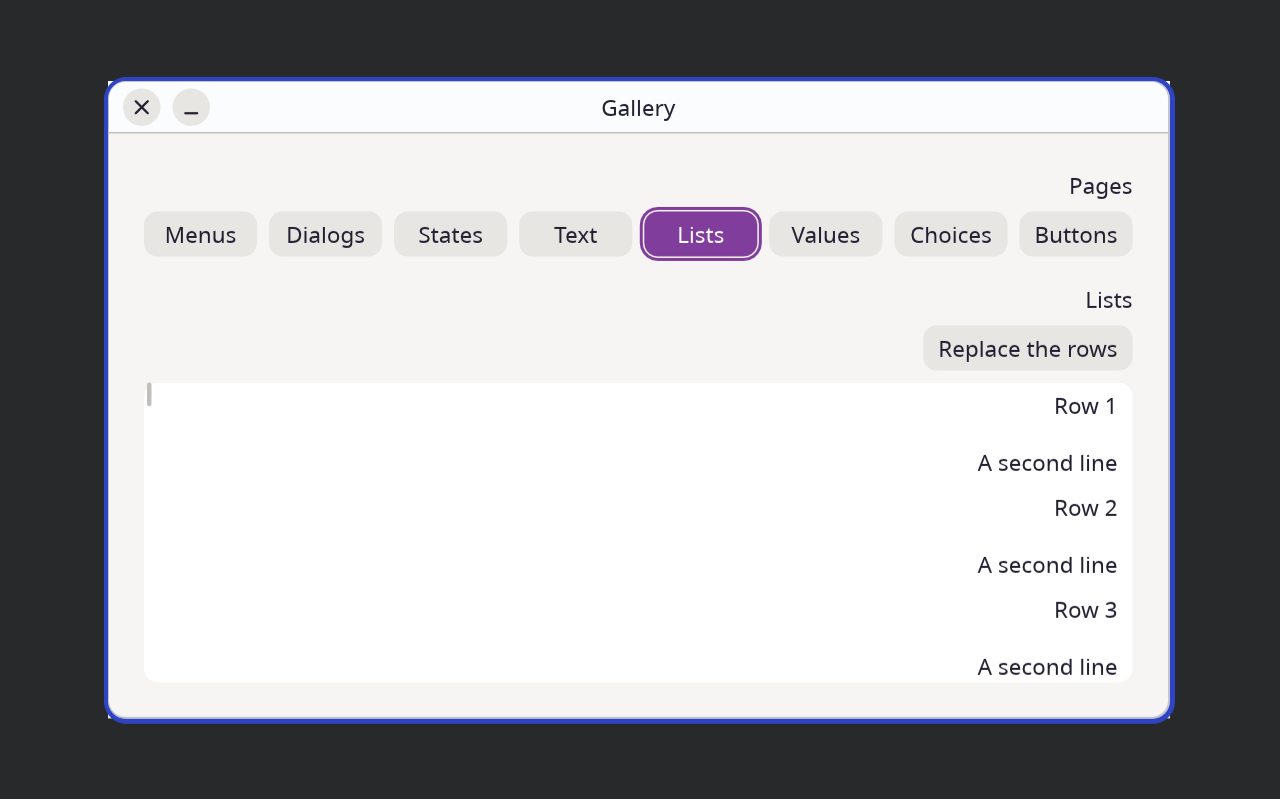 Gallery
Pages
Menus Dialogs States Text Lists Values Choices Buttons
Lists
Replace the rows
Row 1
A second line
Row 2
A second line
Row 3
A second line